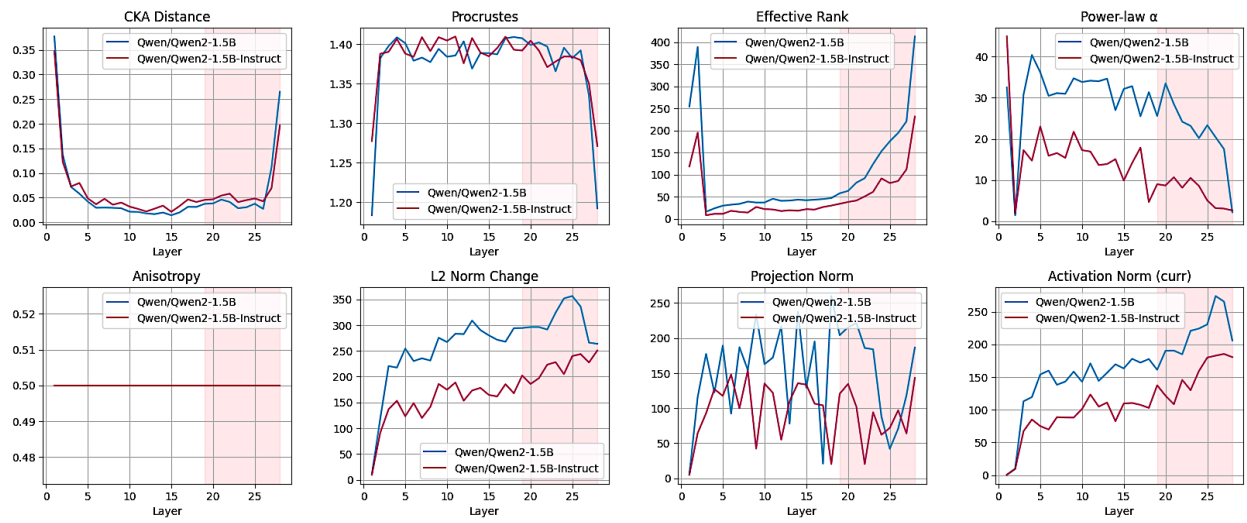 CKA Distance
Qwen/Qwen2-1.5B
Qwen/Qwen2-1.5B-Instruct
0.35
0.30
0.25
0.20
0.15
0.10
0.05
0.00
0 5 10 15 20 25
Layer
Procrustes
1.40
1.35
1.30
1.25
1.20
Qwen/Qwen2-1.5B
Qwen/Qwen2-1.5B-Instruct
0 5 10 15 20 25
Layer
Effective Rank
Qwen/Qwen2-1.5B
Qwen/Qwen2-1.5B-Instruct
400
350
300
250
200
150
100
50
0
0 5 10 15 20 25
Layer
Power-law α
Qwen/Qwen2-1.5B
Qwen/Qwen2-1.5B-Instruct
40
30
20
10
0
0 5 10 15 20 25
Layer
Anisotropy
Qwen/Qwen2-1.5B
Qwen/Qwen2-1.5B-Instruct
0.52
0.51
0.50
0.49
0.48
0 5 10 15 20 25
Layer
L2 Norm Change
350
300
250
200
150
100
50
0
Qwen/Qwen2-1.5B
Qwen/Qwen2-1.5B-Instruct
0 5 10 15 20 25
Layer
Projection Norm
Qwen/Qwen2-1.5B
Qwen/Qwen2-1.5B-Instruct
250
200
150
100
50
0
0 5 10 15 20 25
Layer
Activation Norm (curr)
Qwen/Qwen2-1.5B
Qwen/Qwen2-1.5B-Instruct
250
200
150
100
50
0
0 5 10 15 20 25
Layer